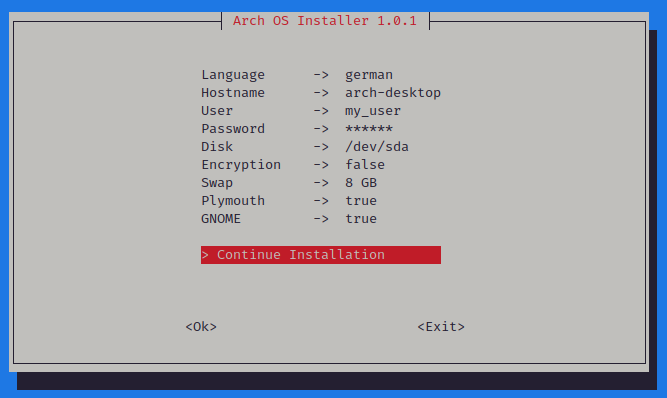 Arch OS Installer 1.0.1
Language -> german
Hostname -> arch-desktop
User -> my_user
Password -> ******
Disk -> /dev/sda
Encryption -> false
Swap -> 8 GB
Plymouth -> true
GNOME -> true
> Continue Installation
<Ok> <Exit>